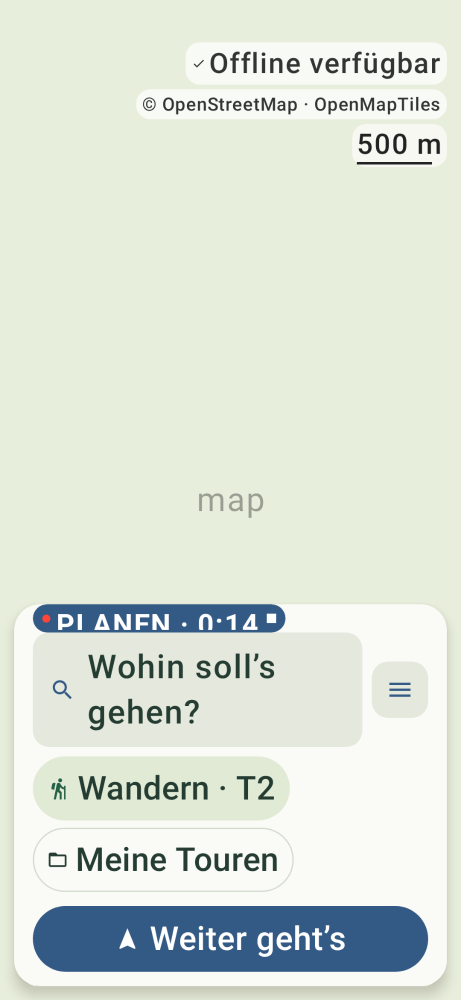 Offline verfügbar
© OpenStreetMap · OpenMapTiles
500 m
map
PLANEN · 0:14
Wohin soll’s
gehen?
Wandern · T2
Meine Touren
Weiter geht’s